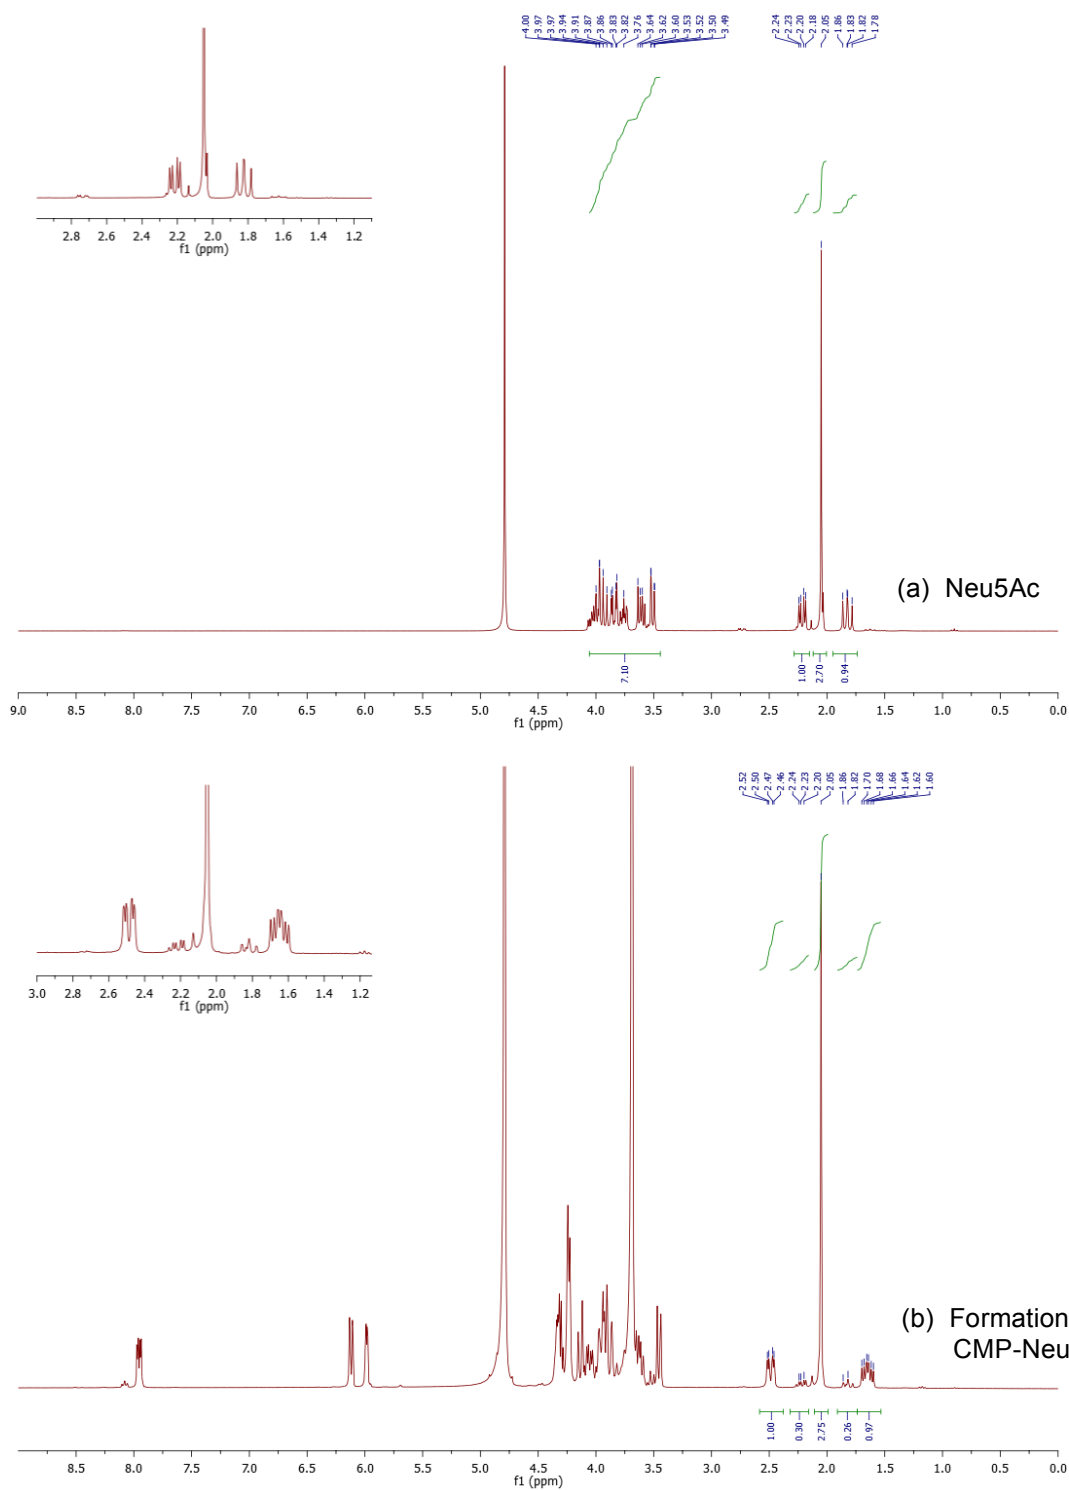 4.00 3.97 3.97 3.94 3.91 3.87 3.86 3.83 3.82 3.76 3.64 3.62 3.60 3.53 3.52 3.50 3.49
2.24 2.23 2.20 2.18 2.05 1.86 1.83 1.82 1.78
2.8 2.6 2.4 2.2 2.0 1.8 1.6 1.4 1.2
f1 (ppm)
(a) Neu5Ac
7.10 1.00 2.70 0.94
9.0 8.5 8.0 7.5 7.0 6.5 6.0 5.5 5.0 4.5 4.0 3.5 3.0 2.5 2.0 1.5 1.0 0.5 0.0
f1 (ppm)
2.52 2.50 2.47 2.46 2.24 2.23 2.20 2.05 1.86 1.82 1.70 1.68 1.66 1.64 1.62 1.60
3.0 2.8 2.6 2.4 2.2 2.0 1.8 1.6 1.4 1.2
f1 (ppm)
(b) Formation
CMP-Neu
1.00 0.30 2.75 0.26 0.97
8.5 8.0 7.5 7.0 6.5 6.0 5.5 5.0 4.5 4.0 3.5 3.0 2.5 2.0 1.5 1.0 0.5 0.0
f1 (ppm)